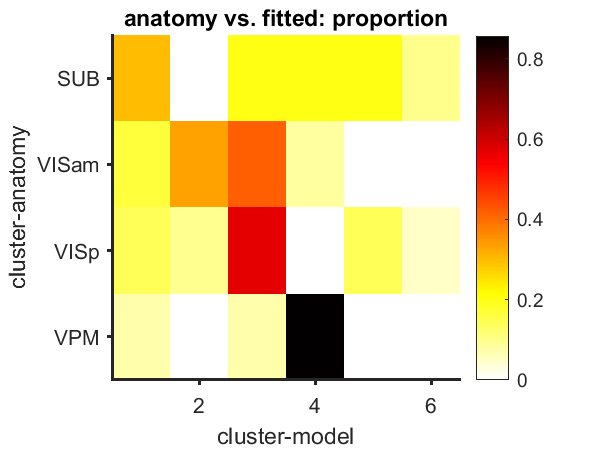 anatomy vs. fitted: proportion
cluster-anatomy
SUB
VISam
VISp
VPM
2 4 6
cluster-model
0.8
0.6
0.4
0.2
0